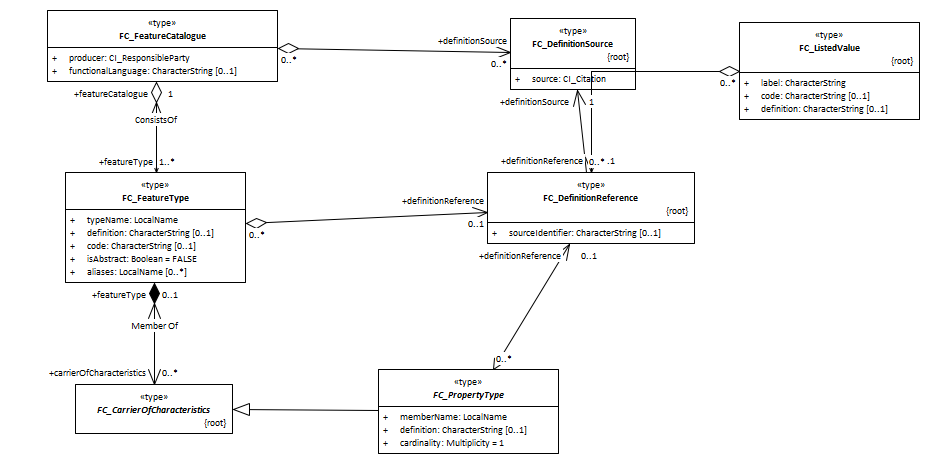 «type»
FC_FeatureCatalogue
+ producer: CI_ResponsibleParty
+ functionalLanguage: CharacterString [0..1]
+definitionSource
0..*
0..*
«type»
FC_DefinitionSource
{root}
+ source: CI_Citation
«type»
FC_ListedValue
{root}
+ label: CharacterString
+ code: CharacterString [0..1]
+ definition: CharacterString [0..1]
0..*
+featureCatalogue 1
ConsistsOf
+featureType 1..*
+definitionSource 1
+definitionReference 0..* .1
«type»
FC_FeatureType
+ typeName: LocalName
+ definition: CharacterString [0..1]
+ code: CharacterString [0..1]
+ isAbstract: Boolean = FALSE
+ aliases: LocalName [0..*]
+definitionReference
0..*
0..1
«type»
FC_DefinitionReference
{root}
+ sourceIdentifier: CharacterString [0..1]
+definitionReference 0..1
+featureType 0..1
Member Of
+carrierOfCharacteristics 0..*
0..*
«type»
FC_CarrierOfCharacteristics
{root}
«type»
FC_PropertyType
+ memberName: LocalName
+ definition: CharacterString [0..1]
+ cardinality: Multiplicity = 1